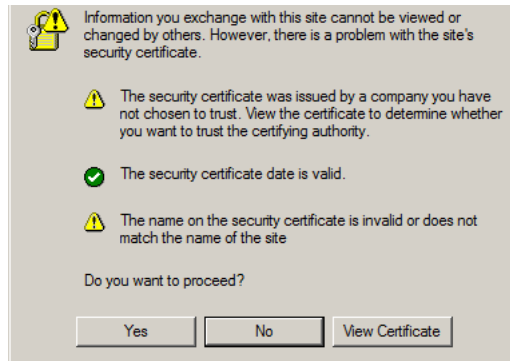 Information you exchange with this site cannot be viewed or
changed by others. However, there is a problem with the site's
security certificate.
The security certificate was issued by a company you have
not chosen to trust. View the certificate to determine whether
you want to trust the certifying authority.
The security certificate date is valid.
The name on the security certificate is invalid or does not
match the name of the site
Do you want to proceed?
Yes No View Certificate